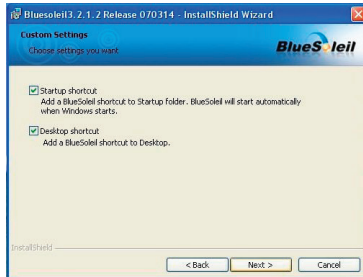 Bluesoleil3.2.1.2 Release 070314 - InstallShield Wizard
Custom Settings
Choose settings you want
BlueSoleil
Startup shortcut
Add a BlueSoleil shortcut to Startup folder. BlueSoleil will start automatically
when Windows starts.
Desktop shortcut
Add a BlueSoleil shortcut to Desktop.
InstallShield
< Back
Next >
Cancel